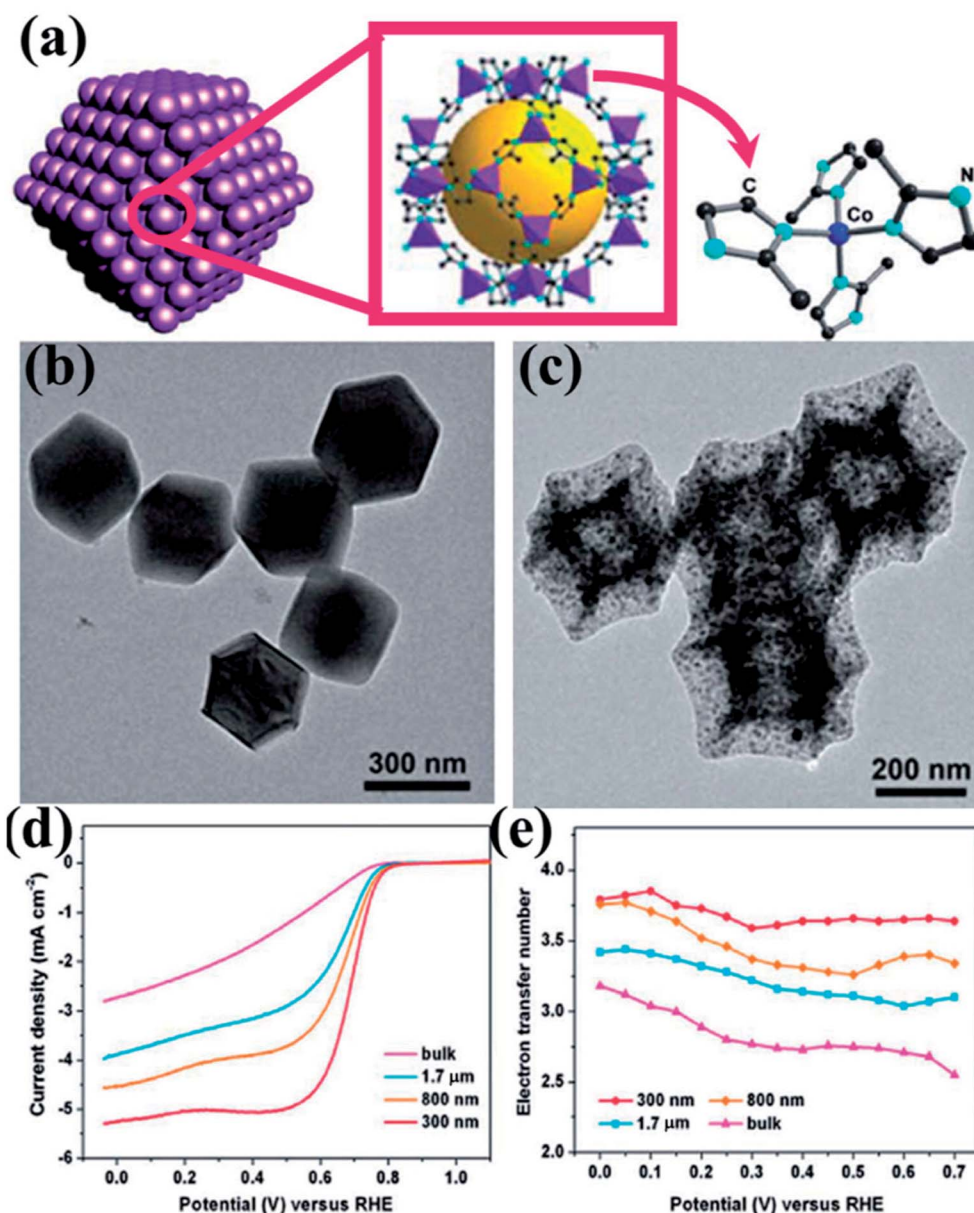 (a)
C
N
Co
(b)
(c)
300 nm
200 nm
(d)
(e)
Current density (mA cm⁻²)
0
-1
-2
-3
-4
-5
-6
bulk
1.7 μm
800 nm
300 nm
0.0 0.2 0.4 0.6 0.8 1.0
Potential (V) versus RHE
Electron transfer number
4.0
3.5
3.0
2.5
2.0
300 nm 800 nm
1.7 μm bulk
0.0 0.1 0.2 0.3 0.4 0.5 0.6 0.7
Potential (V) versus RHE